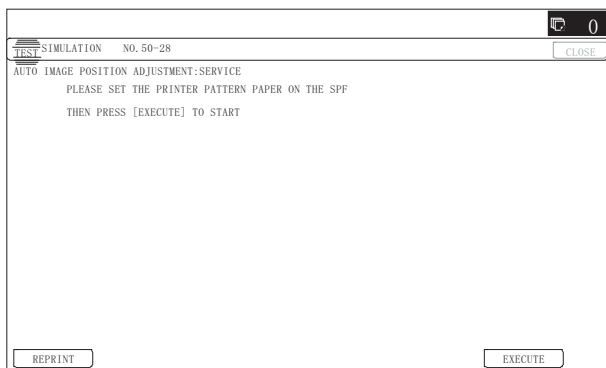 0
TEST SIMULATION NO. 50-28
CLOSE
AUTO IMAGE POSITION ADJUSTMENT:SERVICE
PLEASE SET THE PRINTER PATTERN PAPER ON THE SPF
THEN PRESS [EXECUTE] TO START
REPRINT EXECUTE